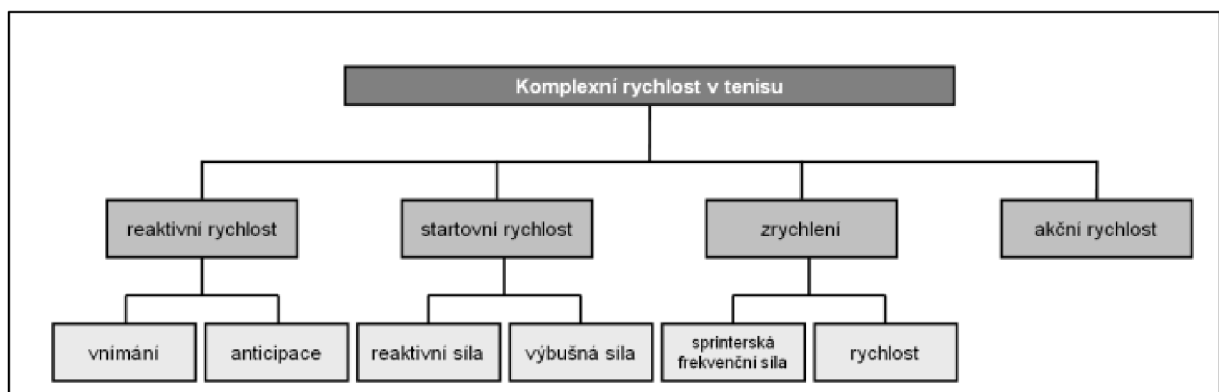 Komplexní rychlost v tenisu
reaktivní rychlost
startovní rychlost
zrychlení
akční rychlost
vnímání
anticipace
reaktivní síla
výbušná síla
sprinterská
frekvenční síla
rychlost